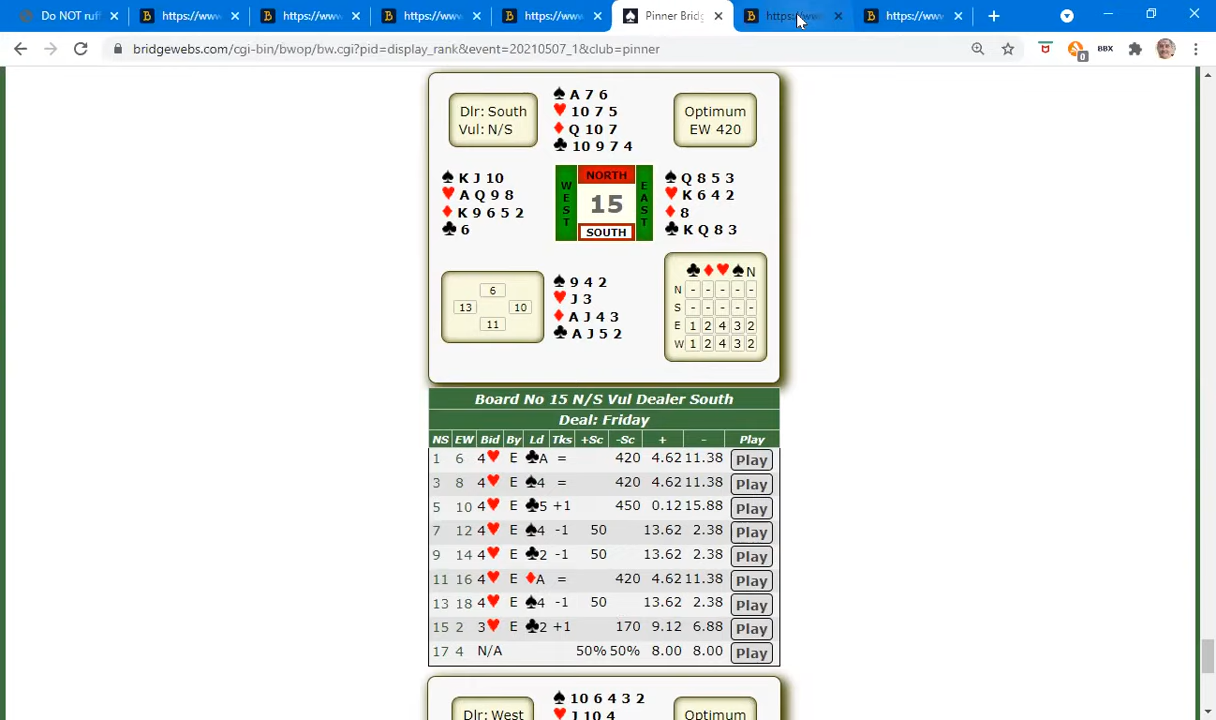 Do NOT ruf
https://www
https://www
https://www
https://www
Pinner Bridg
https://www
https://www
bridgewebs.com/cgi-bin/bwop/bw.cgi?pid=display_rank&event=20210507_1&club=pinner
0
BBX
Dlr: South
Vul: N/S
♠ A 7 6
♥ 10 7 5
♦ Q 10 7
♣ 10 9 7 4
Optimum
EW 420
♠ K J 10
♥ A Q 9 8
♦ K 9 6 5 2
♣ 6
NORTH
WEST
15
EAST
SOUTH
♠ Q 8 5 3
♥ K 6 4 2
♦ 8
♣ K Q 8 3
6
13 10
11
♠ 9 4 2
♥ J 3
♦ A J 4 3
♣ A J 5 2
♣ ♦ ♥ ♠ N
N - - - - -
S - - - - -
E 1 2 4 3 2
W 1 2 4 3 2
Board No 15 N/S Vul Dealer South
Deal: Friday
NS EW Bid By Ld Tks +Sc -Sc + - Play
1 6 4♥ E ♣A = 420 4.62 11.38 Play
3 8 4♥ E ♠4 = 420 4.62 11.38 Play
5 10 4♥ E ♣5 +1 450 0.12 15.88 Play
7 12 4♥ E ♠4 -1 50 13.62 2.38 Play
9 14 4♥ E ♣2 -1 50 13.62 2.38 Play
11 16 4♥ E ♦A = 420 4.62 11.38 Play
13 18 4♥ E ♠4 -1 50 13.62 2.38 Play
15 2 3♥ E ♣2 +1 170 9.12 6.88 Play
17 4 N/A 50% 50% 8.00 8.00 Play
Dlr: West
♠ 10 6 4 3 2
♥ J 10 4
Optimum